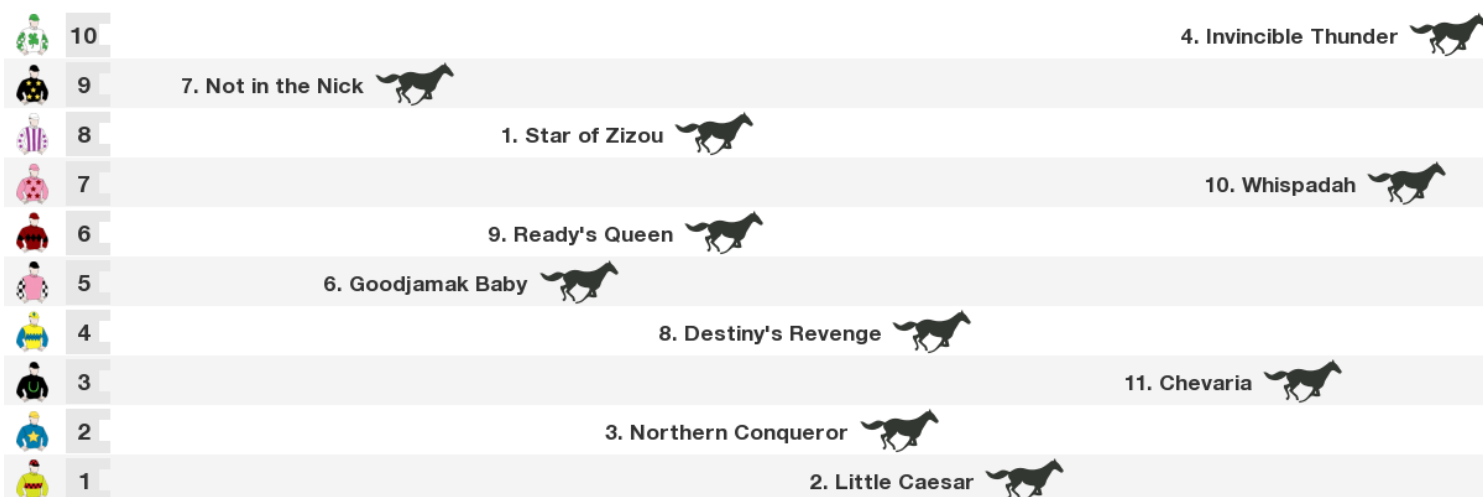 10 4. Invincible Thunder
9 7. Not in the Nick
8 1. Star of Zizou
7 10. Whispadah
6 9. Ready's Queen
5 6. Goodjamak Baby
4 8. Destiny's Revenge
3 11. Chevaria
2 3. Northern Conqueror
1 2. Little Caesar